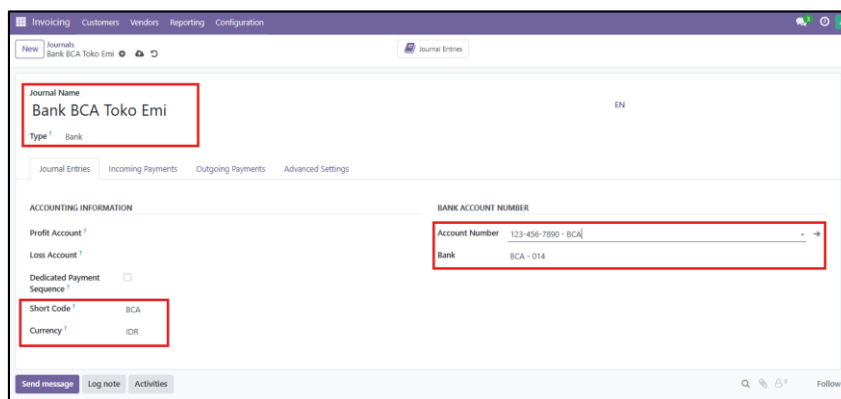 Invoicing Customers Vendors Reporting Configuration
3
New Journals
Bank BCA Toko Emi
Journal Entries
Journal Name
Bank BCA Toko Emi
EN
Type ? Bank
Journal Entries Incoming Payments Outgoing Payments Advanced Settings
ACCOUNTING INFORMATION
BANK ACCOUNT NUMBER
Profit Account ?
Account Number 123-456-7890 - BCA
Loss Account ?
Bank BCA - 014
Dedicated Payment
Sequence ?
Short Code ? BCA
Currency ? IDR
Send message Log note Activities
Follow